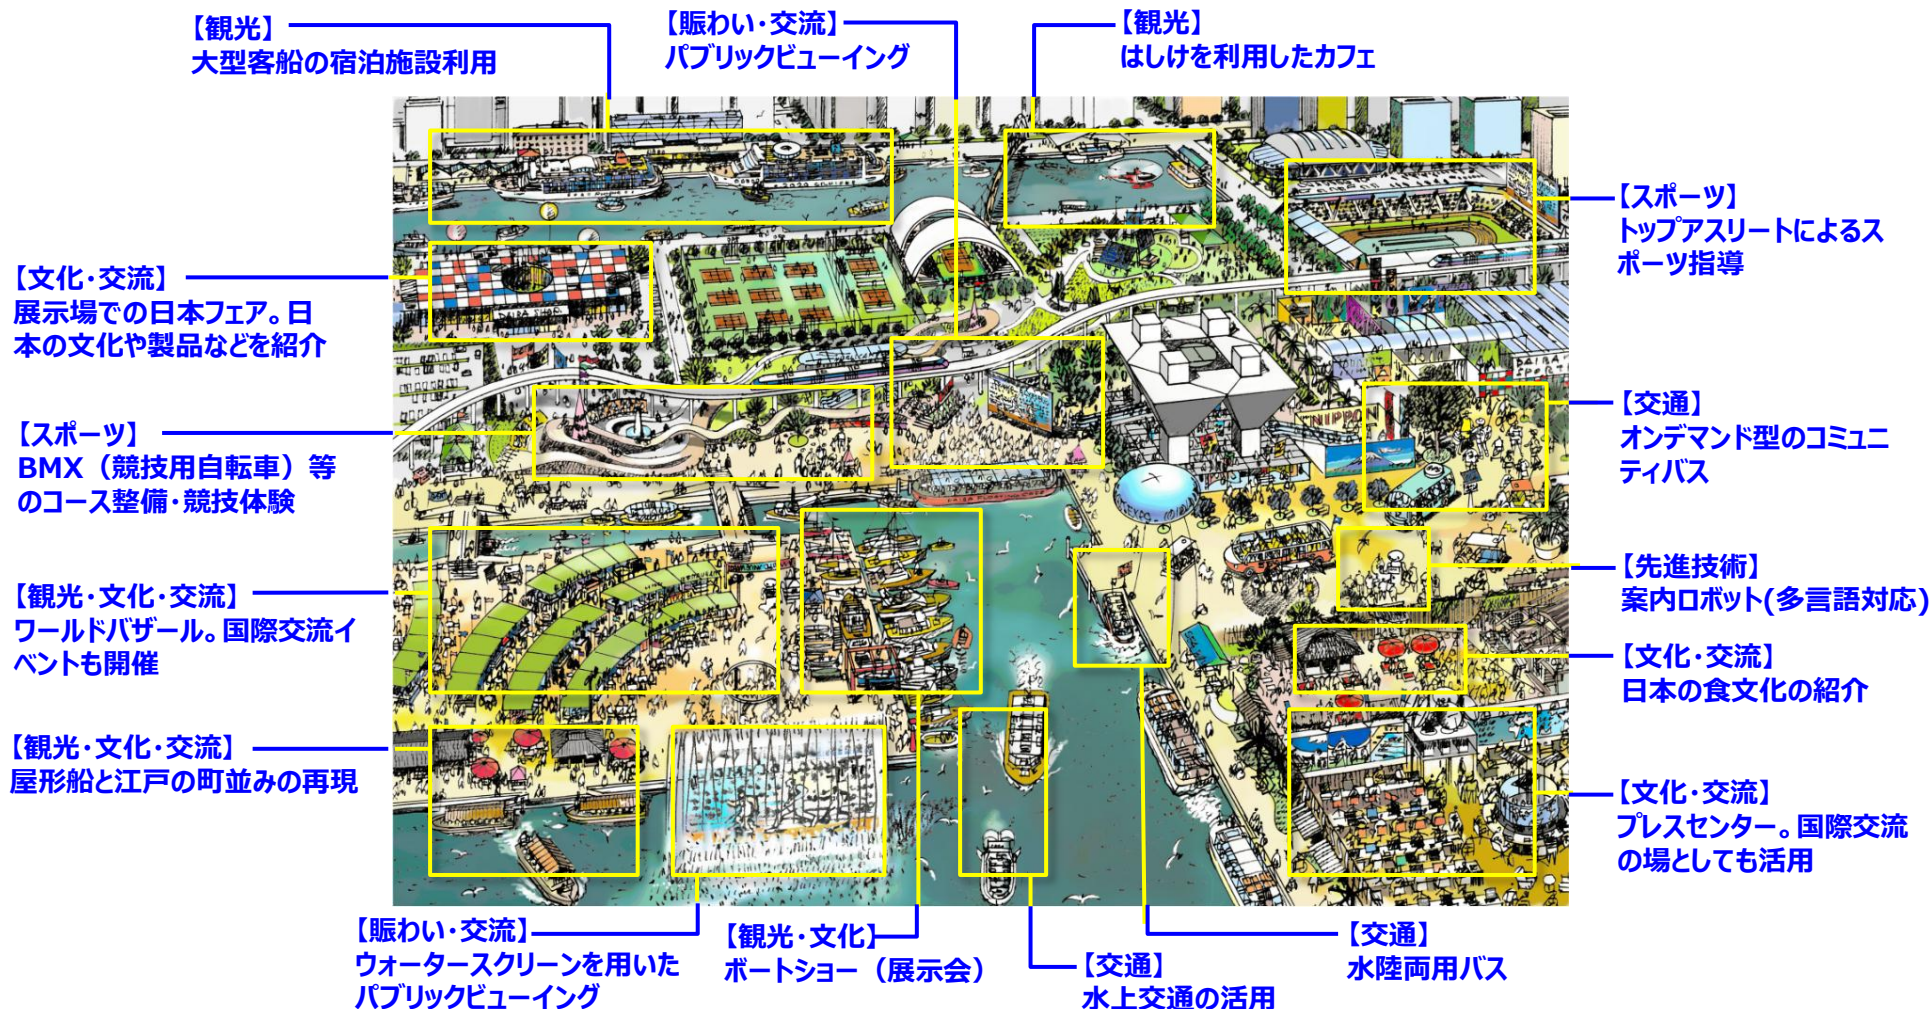 【観光】
大型客船の宿泊施設利用
【賑わい・交流】
パブリックビューイング
【観光】
はしけを利用したカフェ
【スポーツ】
トップアスリートによるス
ポーツ指導
【文化・交流】
展示場での日本フェア。日
本の文化や製品などを紹介
【交通】
オンデマンド型のコミュニ
ティバス
【スポーツ】
BMX（競技用自転車）等
のコース整備・競技体験
NIPPO
【先進技術】
案内ロボット(多言語対応)
【観光・文化・交流】
ワールドバザール。国際交流イ
ベントも開催
【文化・交流】
日本の食文化の紹介
【観光・文化・交流】
屋形船と江戸の町並みの再現
【文化・交流】
プレスセンター。国際交流
の場としても活用
【賑わい・交流】
ウォータースクリーンを用いた
パブリックビューイング
【観光・文化】
ボートショー（展示会）
【交通】
水上交通の活用
【交通】
水陸両用バス